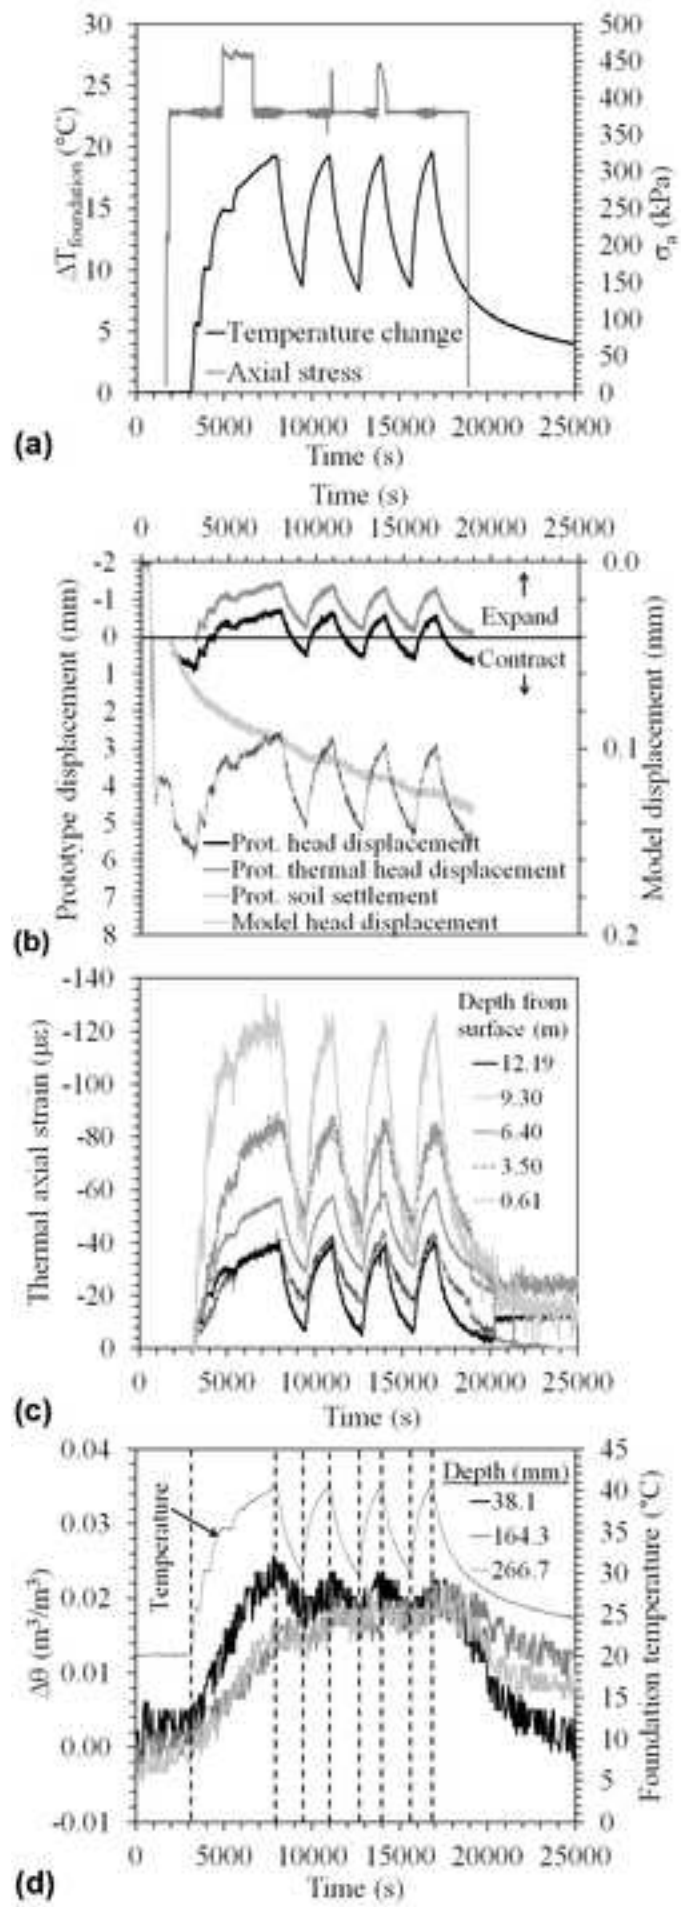 30
25
20
15
10
5
0
ΔTfoundation (°C)
500
450
400
350
300
250
200
150
100
50
0
σa (kPa)
Temperature change
Axial stress
0 5000 10000 15000 20000 25000
Time (s)
(a)
Time (s)
0 5000 10000 15000 20000 25000
-2
-1
0
1
2
3
4
5
6
7
8
Prototype displacement (mm)
0.0
0.1
0.2
Model displacement (mm)
Expand
Contract
Prot. head displacement
Prot. thermal head displacement
Prot. soil settlement
Model head displacement
(b)
-140
-120
-100
-80
-60
-40
-20
0
Thermal axial strain (με)
Depth from
surface (m)
12.19
9.30
6.40
3.50
0.61
0 5000 10000 15000 20000 25000
Time (s)
(c)
0.04
0.03
0.02
0.01
0.00
-0.01
Δθ (m³/m³)
Temperature
Depth (mm)
38.1
164.3
266.7
45
40
35
30
25
20
15
10
5
0
Foundation temperature (°C)
0 5000 10000 15000 20000 25000
Time (s)
(d)